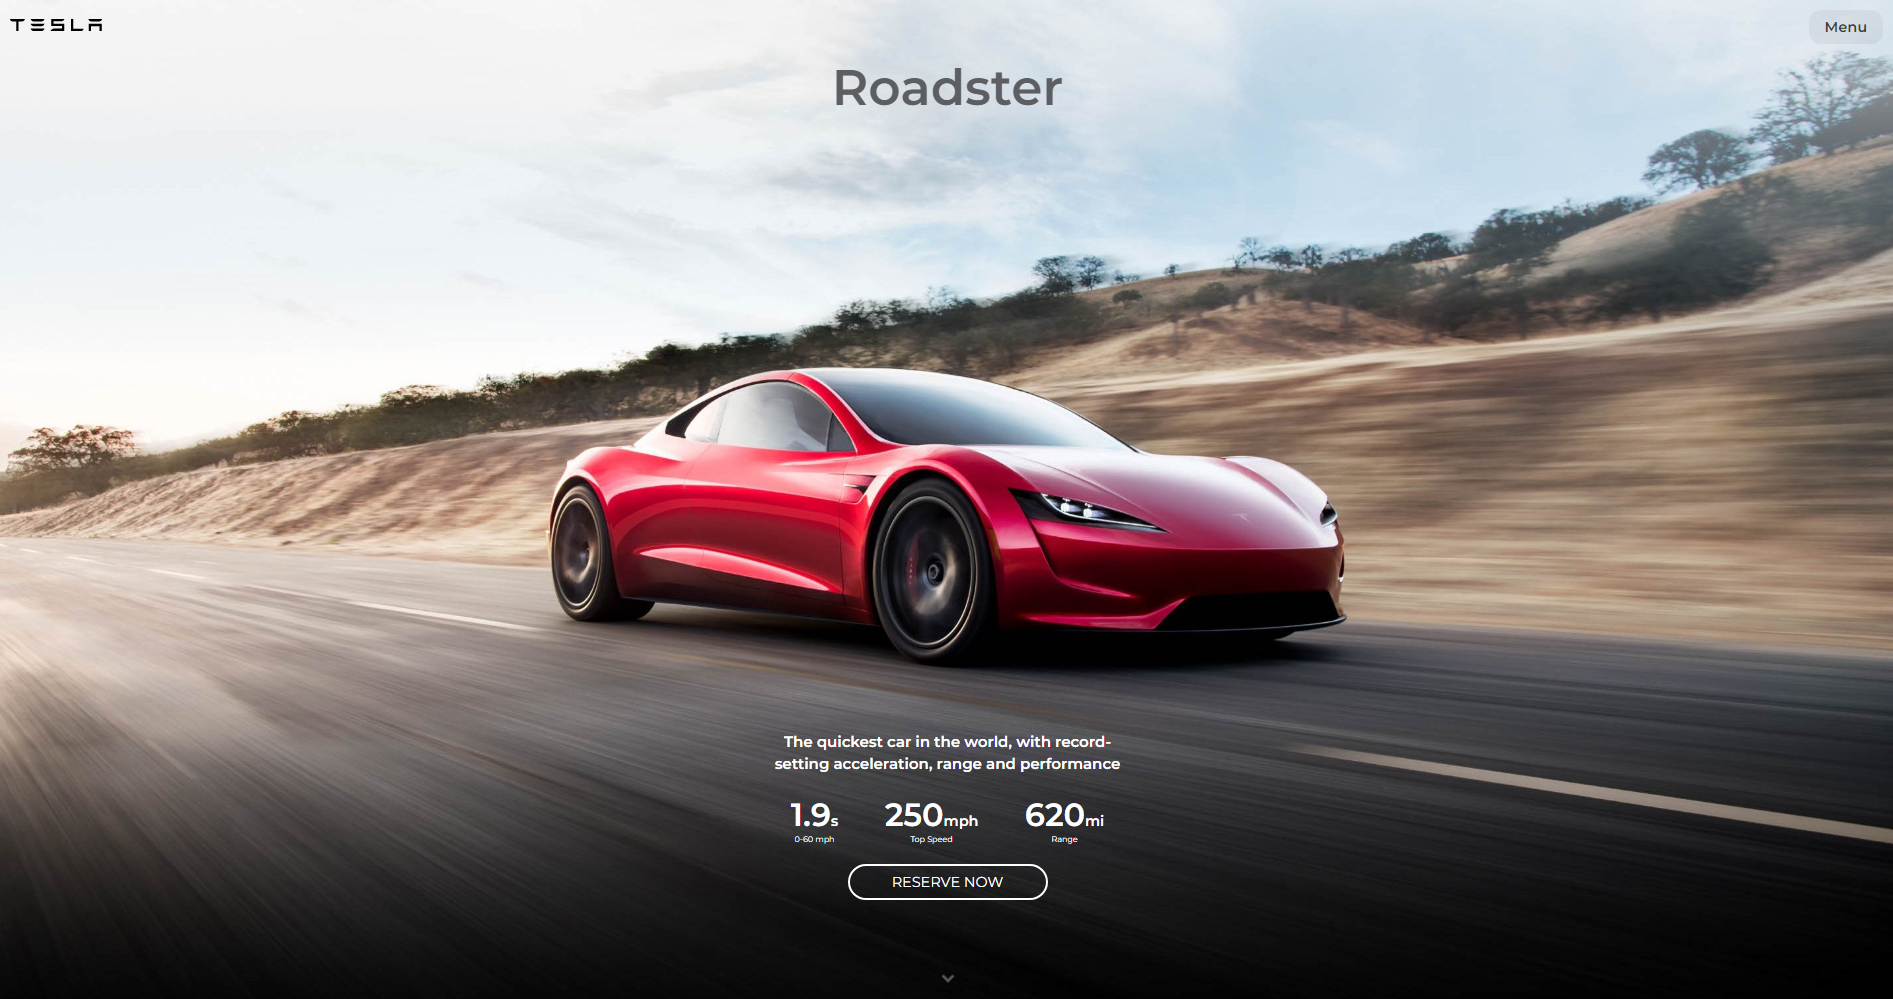 TESLA
Menu
Roadster
The quickest car in the world, with record-
setting acceleration, range and performance
1.9s
0-60 mph
250mph
Top Speed
620mi
Range
RESERVE NOW